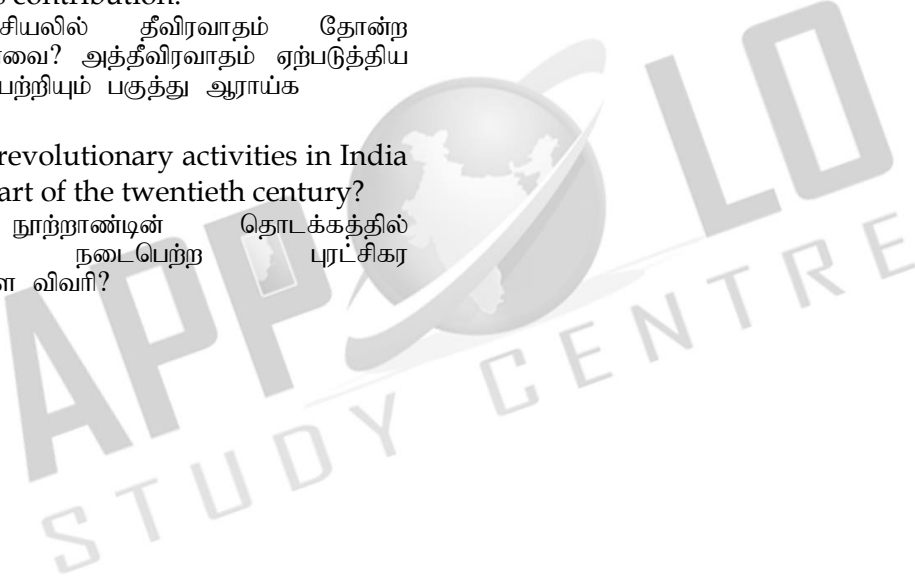 contribution.
சியலில் தீவிரவாதம் தோன்ற
வை? அத்தீவிரவாதம் ஏற்படுத்திய
பற்றியும் பகுத்து ஆராய்க
revolutionary activities in India
art of the twentieth century?
நூற்றாண்டின் தொடக்கத்தில்
நடைபெற்ற புரட்சிகர
விவரி?
APPOLO
STUDY CENTRE